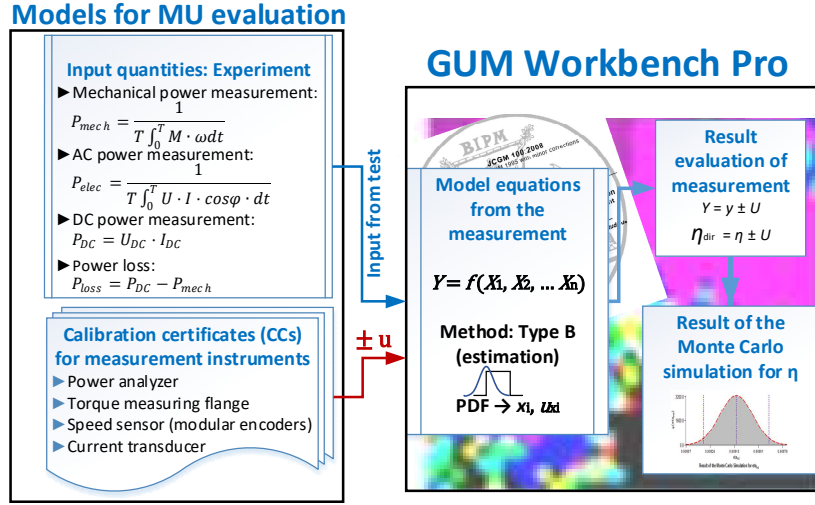 Models for MU evaluation
Input quantities: Experiment
►Mechanical power measurement:
P_mech = 1 / (T ∫_0^T M · ωdt)
►AC power measurement:
P_elec = 1 / (T ∫_0^T U · I · cosφ · dt)
►DC power measurement:
P_DC = U_DC · I_DC
►Power loss:
P_loss = P_DC − P_mech
Calibration certificates (CCs)
for measurement instruments
►Power analyzer
►Torque measuring flange
►Speed sensor (modular encoders)
►Current transducer
Input from test
± u
GUM Workbench Pro
BIPM
JCGM 100:2008
with minor corrections
Model equations
from the
measurement
Y= f(X1, X2, ... Xn)
Method: Type B
(estimation)
PDF → xi, uxi
Result
evaluation of
measurement
Y = y ± U
ηdir = η ± U
Result of the
Monte Carlo
simulation for η